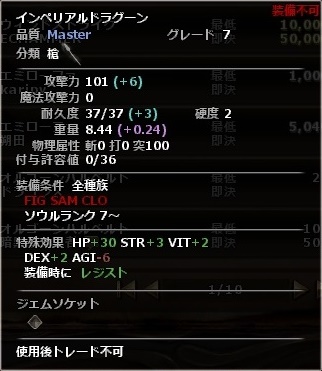 インペリアルドラグーン 装備不可
品質 Master グレード 7
分類 槍
攻撃力 101 (+6)
魔法攻撃力 0
耐久度 37/37 (+3) 硬度 2
重量 8.44 (+0.24)
物理属性 斬0 打0 突100
付与許容値 0/36
装備条件 全種族
FIG SAM CLO
ソウルランク 7～
特殊効果 HP+30 STR+3 VIT+2
DEX+2 AGI-6
装備時に レジスト
1/10
ジェムソケット
使用後トレード不可